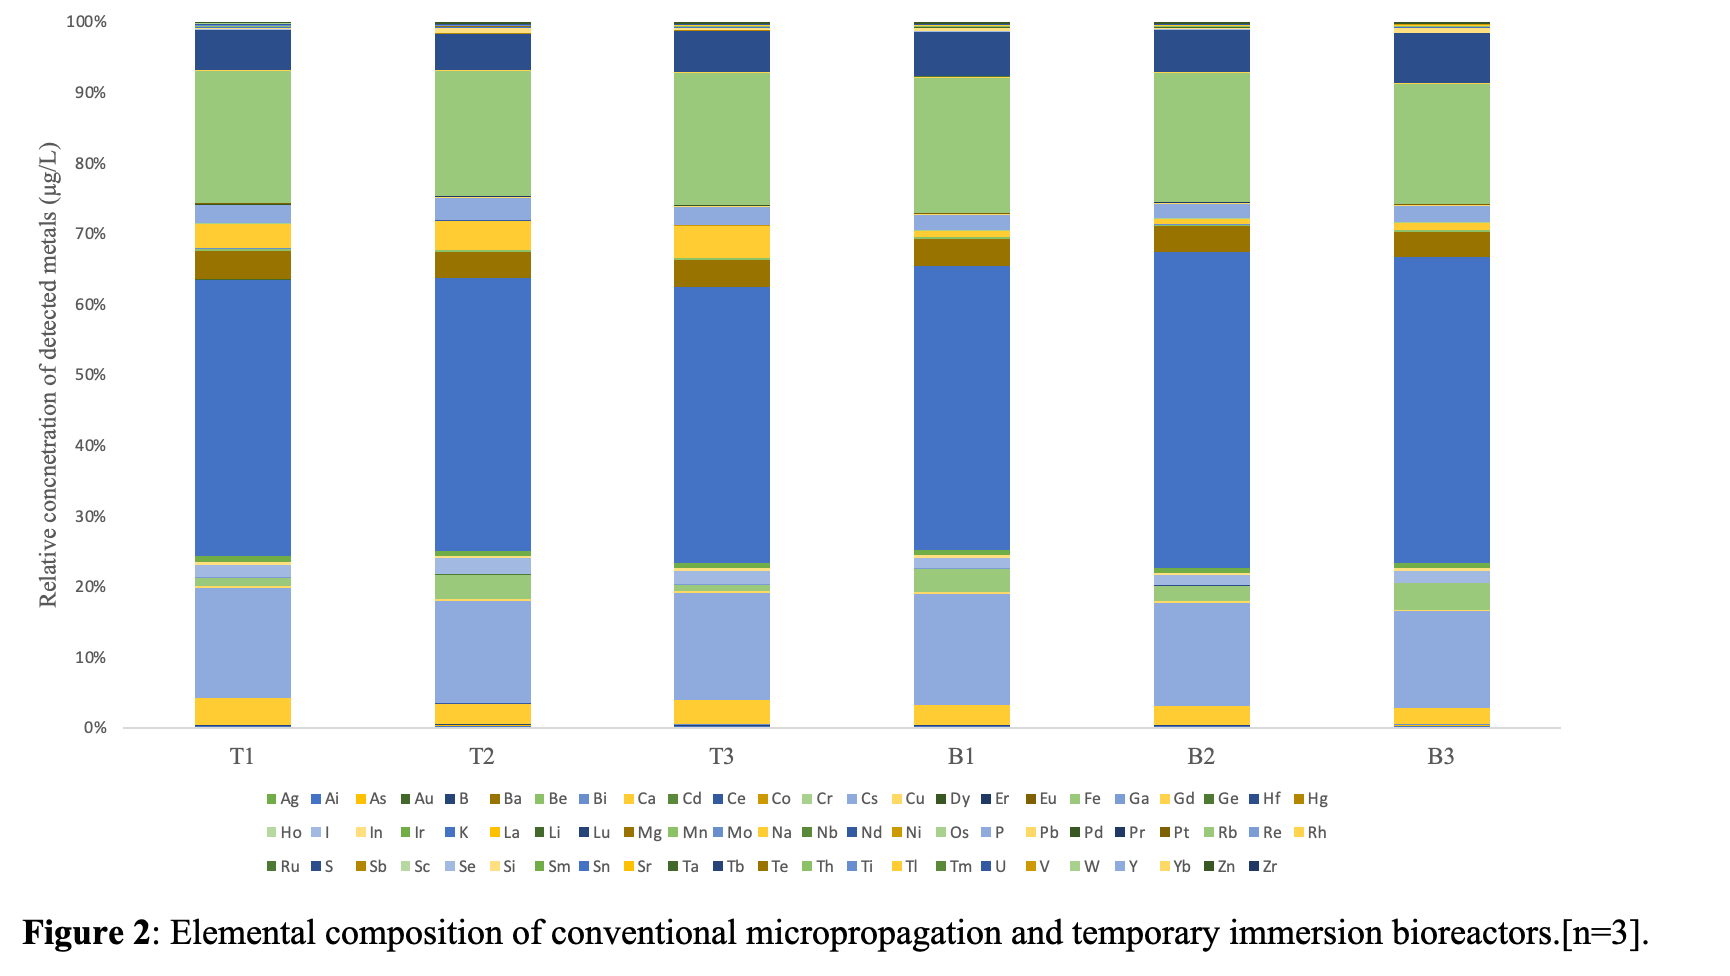 Relative concnetration of detected metals (µg/L)
100%
90%
80%
70%
60%
50%
40%
30%
20%
10%
0%
T1 T2 T3 B1 B2 B3
Ag Ai As Au B Ba Be Bi Ca Cd Ce Co Cr Cs Cu Dy Er Eu Fe Ga Gd Ge Hf Hg
Ho I In Ir K La Li Lu Mg Mn Mo Na Nb Nd Ni Os P Pb Pd Pr Pt Rb Re Rh
Ru S Sb Sc Se Si Sm Sn Sr Ta Tb Te Th Ti Tl Tm U V W Y Yb Zn Zr
Figure 2: Elemental composition of conventional micropropagation and temporary immersion bioreactors.[n=3].